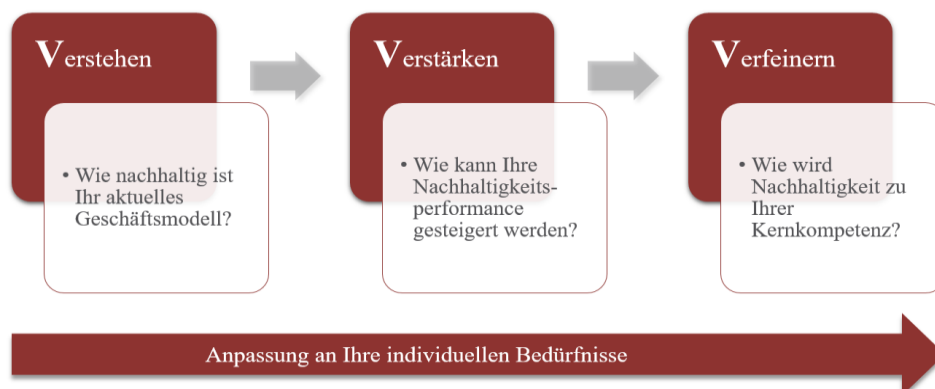 Verstehen
• Wie nachhaltig ist
Ihr aktuelles
Geschäftsmodell?
Verstärken
• Wie kann Ihre
Nachhaltigkeits-
performance
gesteigert werden?
Verfeinern
• Wie wird
Nachhaltigkeit zu
Ihrer
Kernkompetenz?
Anpassung an Ihre individuellen Bedürfnisse